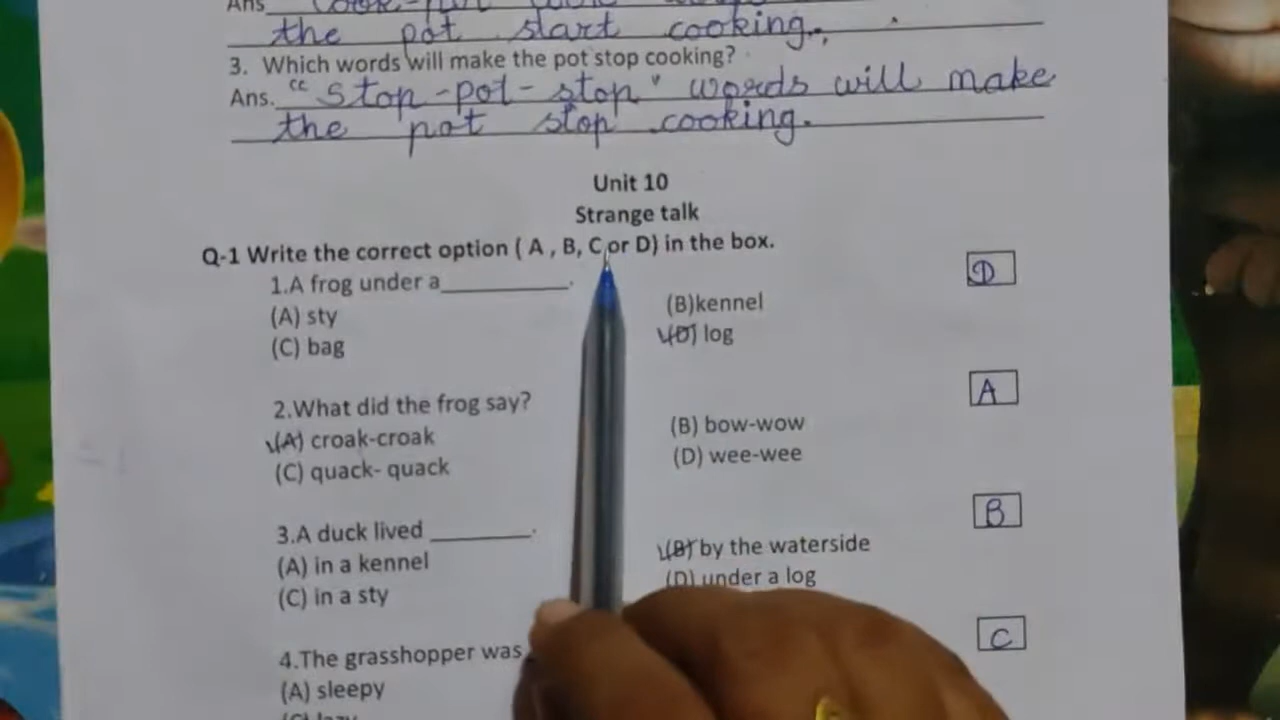 Ans
the pot start cooking.
3. Which words will make the pot stop cooking?
Ans. "Stop-pot-stop" words will make
the pot stop cooking.
Unit 10
Strange talk
Q-1 Write the correct option ( A , B, C or D) in the box.
1.A frog under a__________. D
(A) sty (B)kennel
(C) bag (D) log
2.What did the frog say? A
(A) croak-croak (B) bow-wow
(C) quack- quack (D) wee-wee
3.A duck lived ________. B
(A) in a kennel (B) by the waterside
(C) in a sty (D) under a log
4.The grasshopper was C
(A) sleepy
(C) lazy